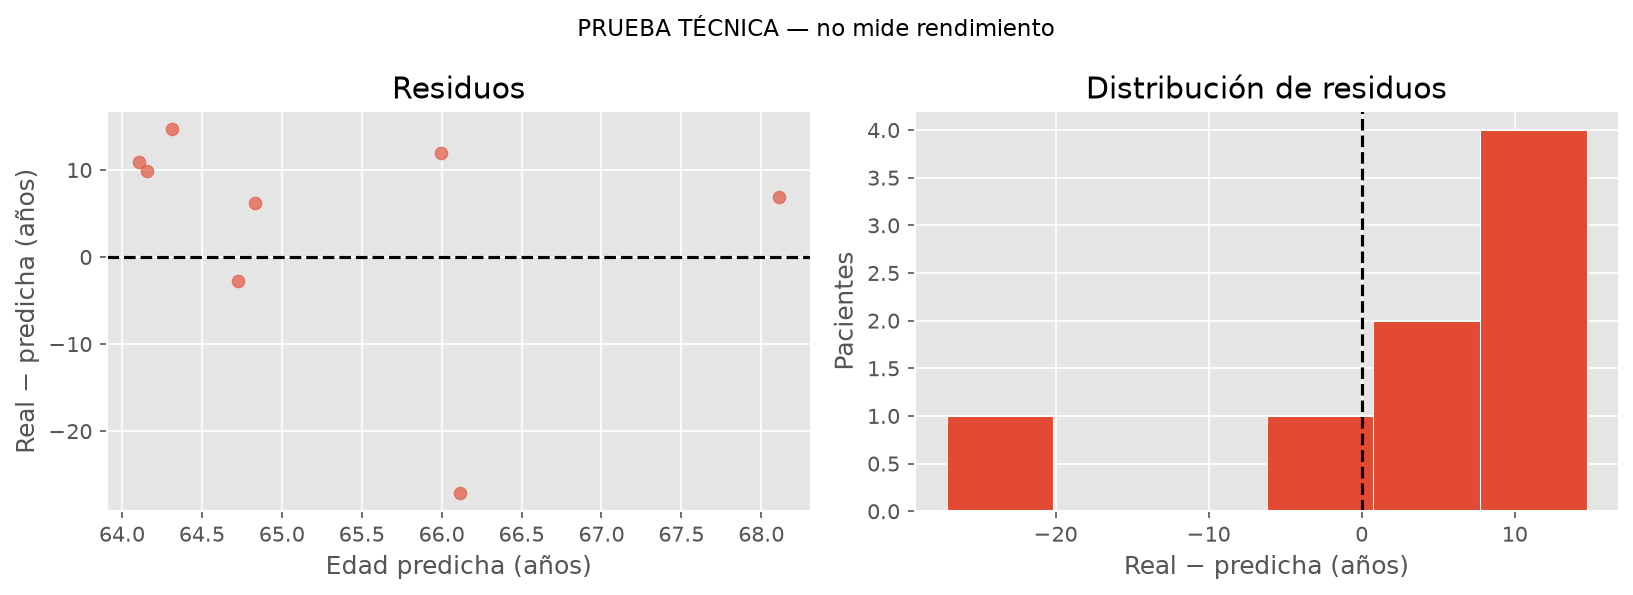 PRUEBA TÉCNICA — no mide rendimiento
Residuos
Real − predicha (años)
10
0
−10
−20
64.0 64.5 65.0 65.5 66.0 66.5 67.0 67.5 68.0
Edad predicha (años)
Distribución de residuos
Pacientes
4.0
3.5
3.0
2.5
2.0
1.5
1.0
0.5
0.0
−20 −10 0 10
Real − predicha (años)